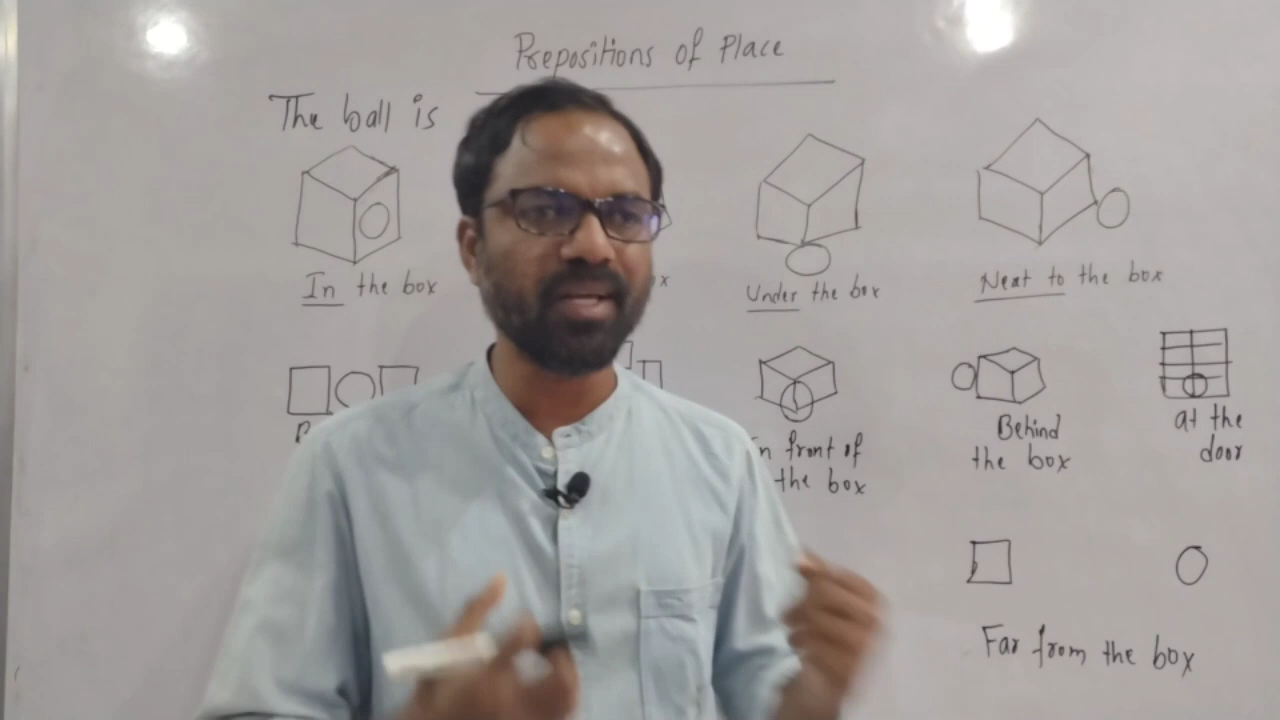 Prepositions of Place
The ball is
In the box
Under the box
Next to the box
In front of
the box
Behind
the box
at the
door
Far from the box